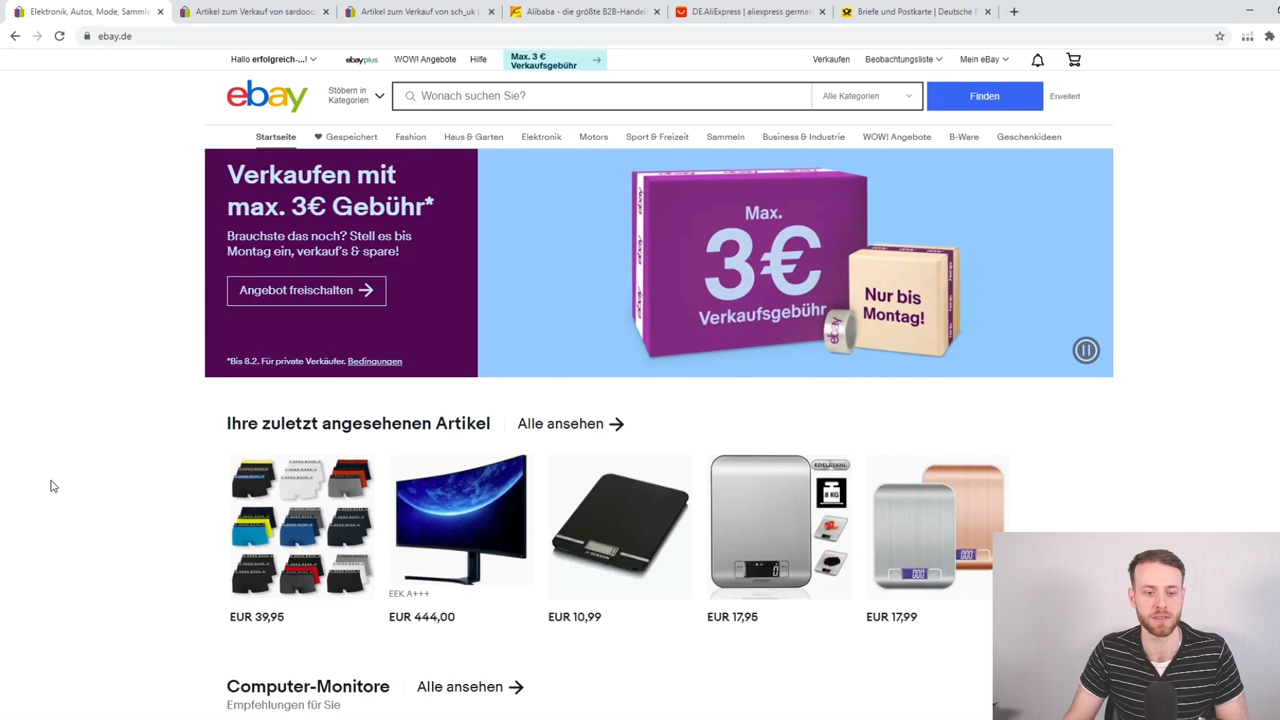 Elektronik, Autos, Mode, Sammle
Artikel zum Verkauf von sardooo
Artikel zum Verkauf von sch_uk |
Alibaba - die größte B2B-Handel
DE.AliExpress | aliexpress german
Briefe und Postkarte | Deutsche P
ebay.de
Hallo erfolgreich-...!
ebayplus
WOW! Angebote
Hilfe
Max. 3 €
Verkaufsgebühr
Verkaufen
Beobachtungsliste
Mein eBay
ebay
Stöbern in
Kategorien
Wonach suchen Sie?
Alle Kategorien
Finden
Erweitert
Startseite
Gespeichert
Fashion
Haus & Garten
Elektronik
Motors
Sport & Freizeit
Sammeln
Business & Industrie
WOW! Angebote
B-Ware
Geschenkideen
Verkaufen mit
max. 3€ Gebühr*
Brauchste das noch? Stell es bis
Montag ein, verkauf's & spare!
Angebot freischalten
*Bis 8.2. Für private Verkäufer. Bedingungen
Max.
3€
Verkaufsgebühr
Nur bis
Montag!
ebay
Ihre zuletzt angesehenen Artikel
Alle ansehen
EDELSTAHL
8 KG
EEK A+++
EUR 39,95
EUR 444,00
EUR 10,99
EUR 17,95
EUR 17,99
Computer-Monitore
Alle ansehen
Empfehlungen für Sie